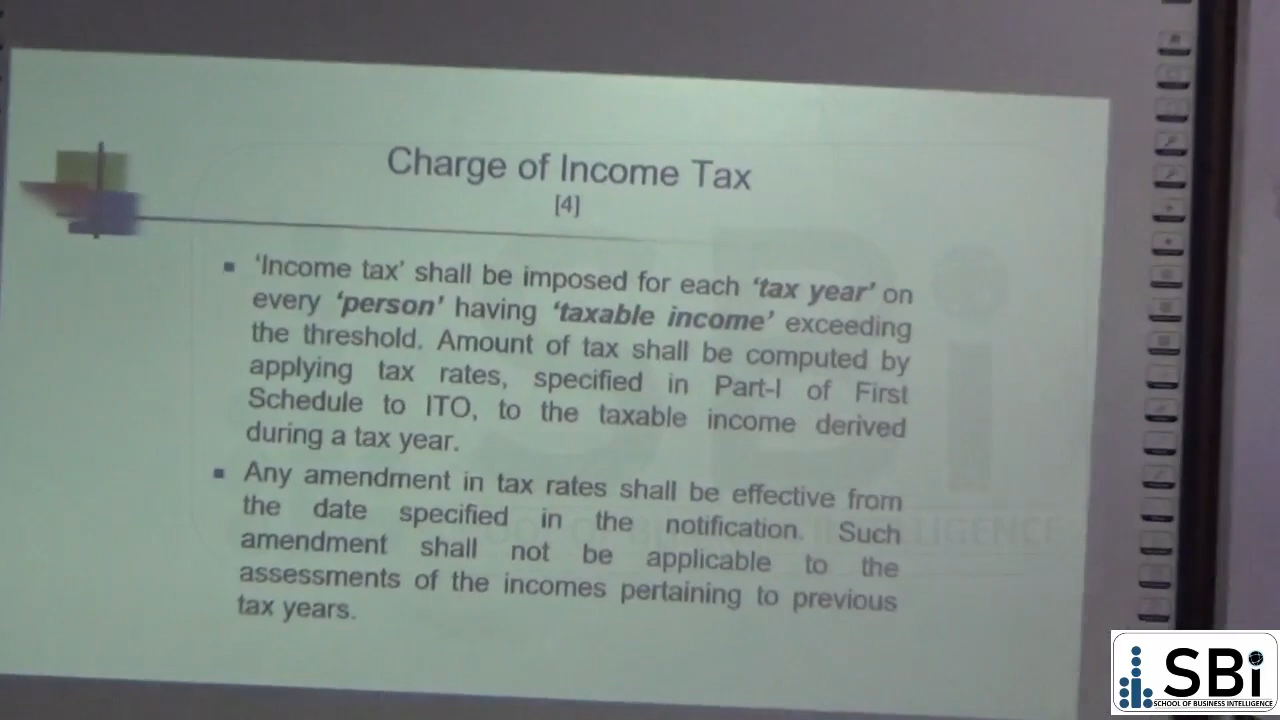 Charge of Income Tax
[4]
▪ ‘Income tax’ shall be imposed for each ‘tax year’ on
every ‘person’ having ‘taxable income’ exceeding
the threshold. Amount of tax shall be computed by
applying tax rates, specified in Part-I of First
Schedule to ITO, to the taxable income derived
during a tax year.
▪ Any amendment in tax rates shall be effective from
the date specified in the notification. Such
amendment shall not be applicable to the
assessments of the incomes pertaining to previous
tax years.
SBi
SCHOOL OF BUSINESS INTELLIGENCE